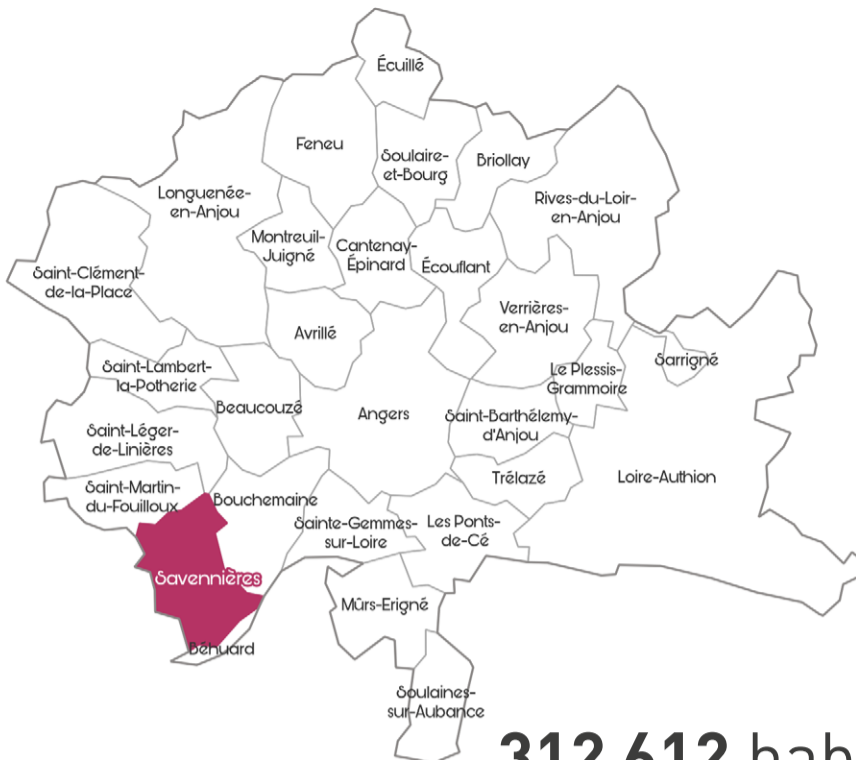 Écuillé
Feneu
Soulaire-
et-Bourg
Briollay
Longuenée-
en-Anjou
Rives-du-Loir-
en-Anjou
Montreuil-
Juigné
Cantenay-
Épinard
Écouflant
Saint-Clément-
de-la-Place
Verrières-
en-Anjou
Avrillé
Sarrigné
Saint-Lambert-
la-Potherie
Le Plessis-
Grammoire
Beaucouzé
Angers
Saint-Barthélemy-
d'Anjou
Saint-Léger-
de-Linières
Trélazé
Loire-Authion
Saint-Martin-
du-Fouilloux
Bouchemaine
Sainte-Gemmes-
sur-Loire
Les Ponts-
de-Cé
Savennières
Mûrs-Erigné
Béhuard
Soulaines-
sur-Aubance
312 612 hab